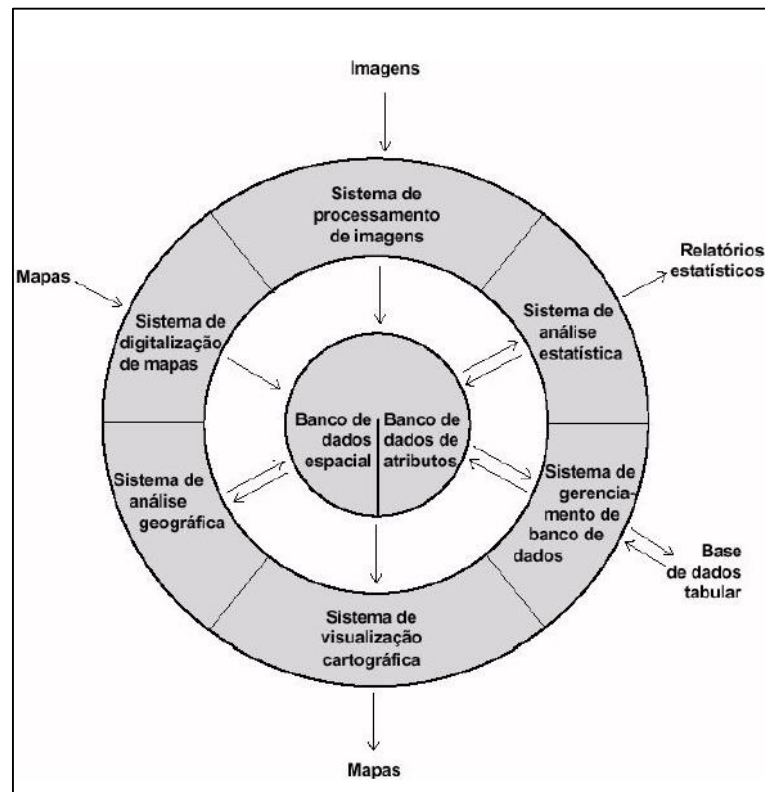 Imagens
Sistema de
processamento
de imagens
Mapas
Sistema de
digitalização
de mapas
Relatórios
estatísticos
Sistema de
análise
estatística
Banco de
dados
espacial
Banco de
dados de
atributos
Sistema de
análise
geográfica
Sistema de
gerencia-
mento de
banco de
dados
Base
de dados
tabular
Sistema de
visualização
cartográfica
Mapas